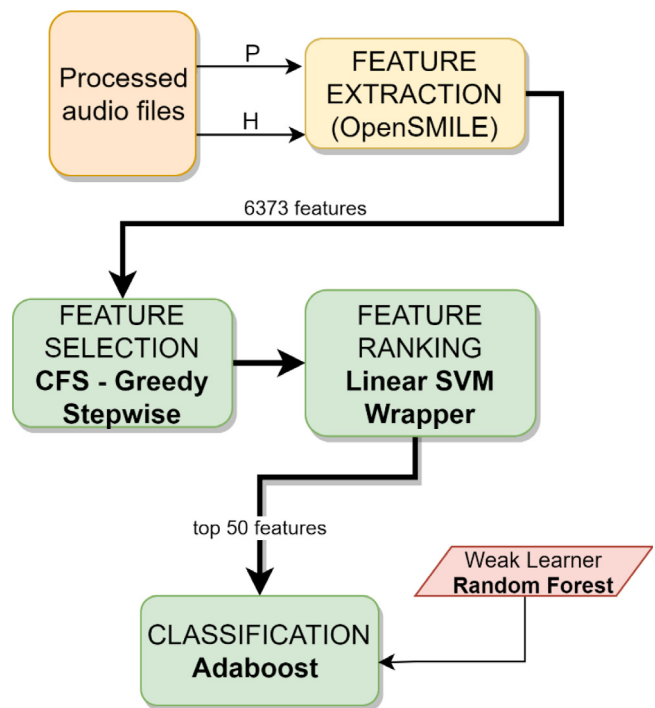 Processed
audio files
P
H
FEATURE
EXTRACTION
(OpenSMILE)
6373 features
FEATURE
SELECTION
CFS - Greedy
Stepwise
FEATURE
RANKING
Linear SVM
Wrapper
top 50 features
Weak Learner
Random Forest
CLASSIFICATION
Adaboost